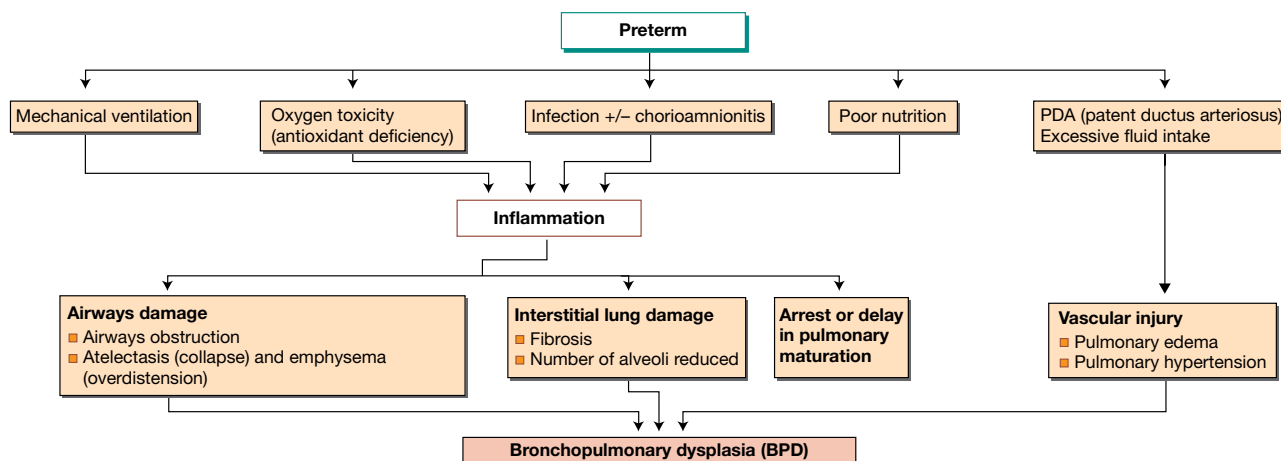 Preterm
Mechanical ventilation
Oxygen toxicity
(antioxidant deficiency)
Infection +/– chorioamnionitis
Poor nutrition
PDA (patent ductus arteriosus)
Excessive fluid intake
Inflammation
Airways damage
Airways obstruction
Atelectasis (collapse) and emphysema
(overdistension)
Interstitial lung damage
Fibrosis
Number of alveoli reduced
Arrest or delay
in pulmonary
maturation
Vascular injury
Pulmonary edema
Pulmonary hypertension
Bronchopulmonary dysplasia (BPD)